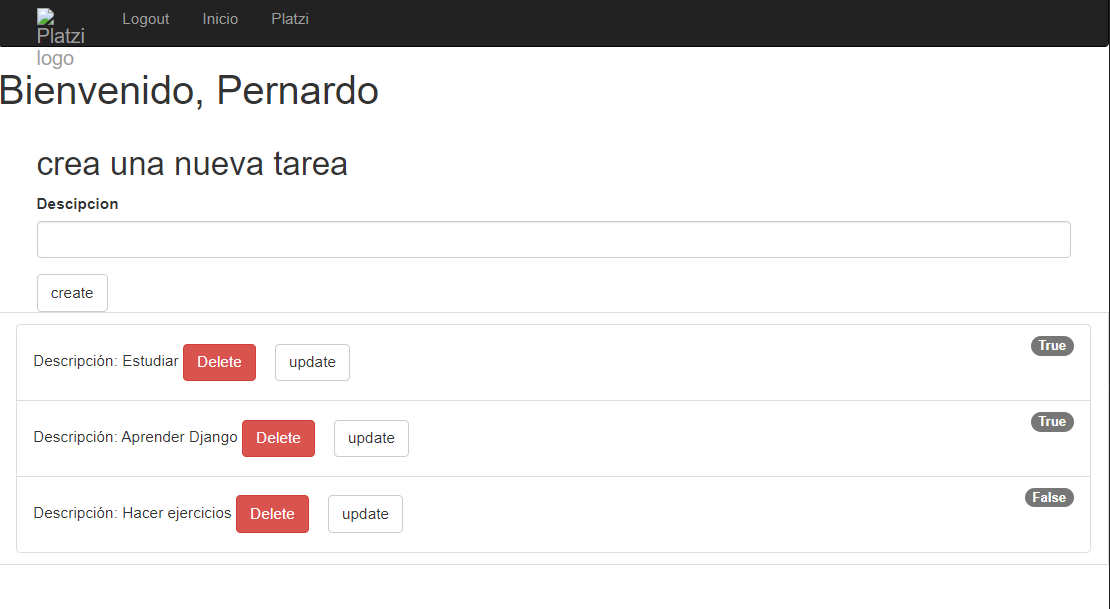 Platzi logo
Logout Inicio Platzi
Bienvenido, Pernardo
crea una nueva tarea
Descipcion
create
Descripción: Estudiar Delete update True
Descripción: Aprender Django Delete update True
Descripción: Hacer ejercicios Delete update False